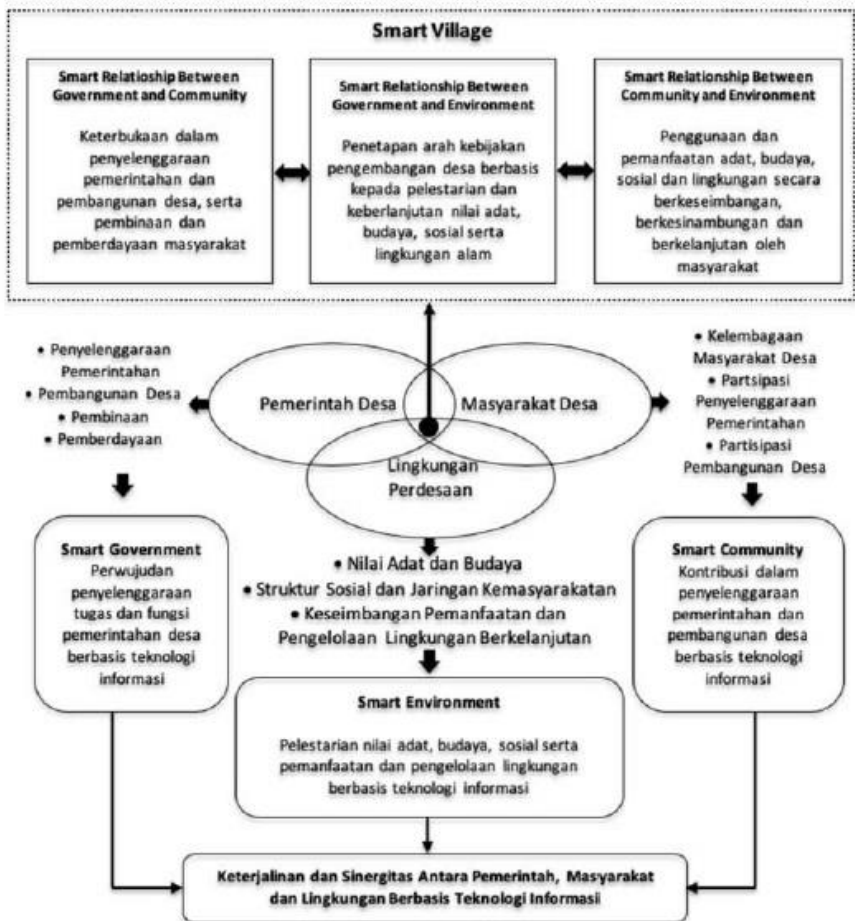 Smart Village
Smart Relatioship Between
Government and Community
Keterbukaan dalam
penyelenggaraan
pemerintahan dan
pembangunan desa, serta
pembinaan dan
pemberdayaan masyarakat
Smart Relationship Between
Government and Environment
Penetapan arah kebijakan
pengembangan desa berbasis
kepada pelestarian dan
keberlanjutan nilai adat,
budaya, sosial serta
lingkungan alam
Smart Relationship Between
Community and Environment
Penggunaan dan
pemanfaatan adat, budaya,
sosial dan lingkungan secara
berkeseimbangan,
berkesinambungan dan
berkelanjutan oleh
masyarakat
• Penyelenggaraan
Pemerintahan
• Pembangunan Desa
• Pembinaan
• Pemberdayaan
Pemerintah Desa
Masyarakat Desa
Lingkungan
Perdesaan
• Kelembagaan
Masyarakat Desa
• Partsipasi
Penyelenggaraan
Pemerintahan
• Partisipasi
Pembangunan Desa
Smart Government
Perwujudan
penyelenggaraan
tugas dan fungsi
pemerintahan desa
berbasis teknologi
informasi
• Nilai Adat dan Budaya
• Struktur Sosial dan Jaringan Kemasyarakatan
• Keseimbangan Pemanfaatan dan
Pengelolaan Lingkungan Berkelanjutan
Smart Community
Kontribusi dalam
penyelenggaraan
pemerintahan dan
pembangunan desa
berbasis teknologi
informasi
Smart Environment
Pelestarian nilai adat, budaya, sosial serta
pemanfaatan dan pengelolaan lingkungan
berbasis teknologi informasi
Keterjalinan dan Sinergitas Antara Pemerintah, Masyarakat
dan Lingkungan Berbasis Teknologi Informasi